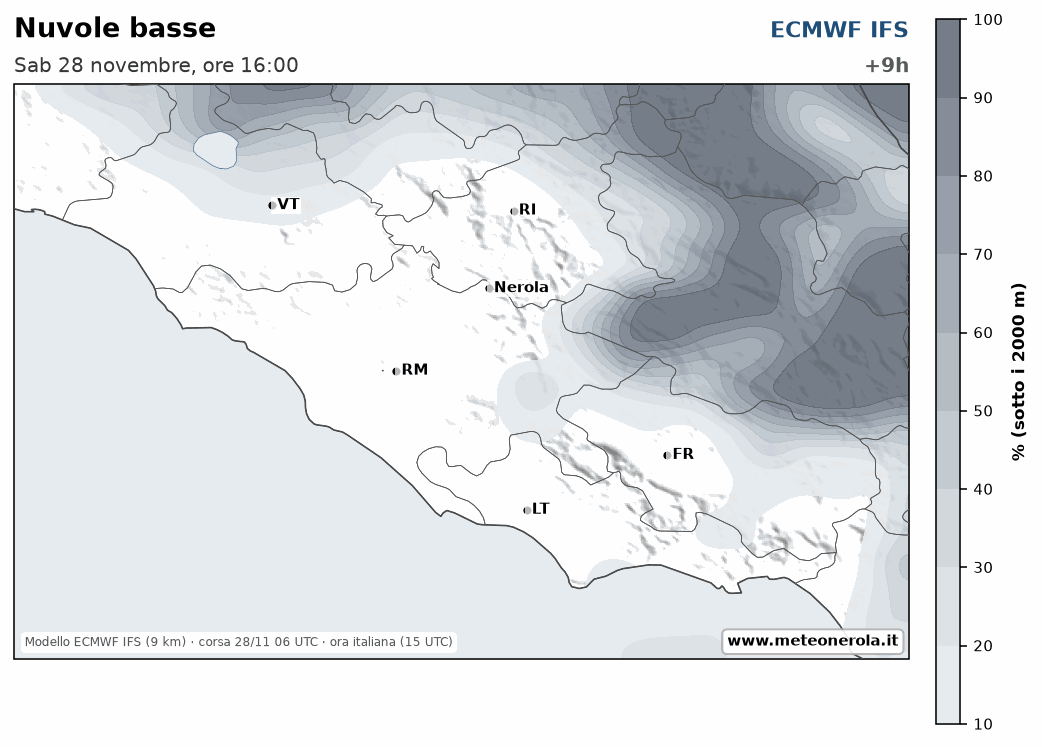 Nuvole basse
ECMWF IFS
Sab 28 novembre, ore 16:00
+9h
VT
RI
Nerola
RM
FR
LT
Modello ECMWF IFS (9 km) · corsa 28/11 06 UTC · ora italiana (15 UTC)
www.meteonerola.it
100
90
80
70
60
50
40
30
20
10
% (sotto i 2000 m)